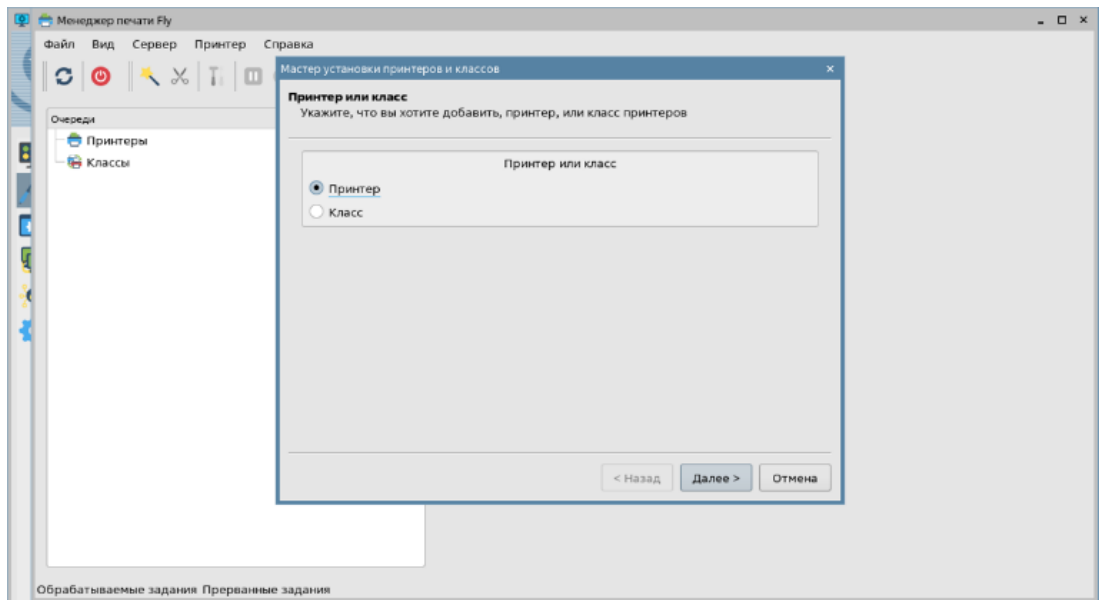 Менеджер печати Fly
Файл Вид Сервер Принтер Справка
Мастер установки принтеров и классов
Принтер или класс
Укажите, что вы хотите добавить, принтер, или класс принтеров
Очереди
Принтеры
Классы
Принтер или класс
Принтер
Класс
< Назад Далее > Отмена
Обрабатываемые задания Прерванные задания